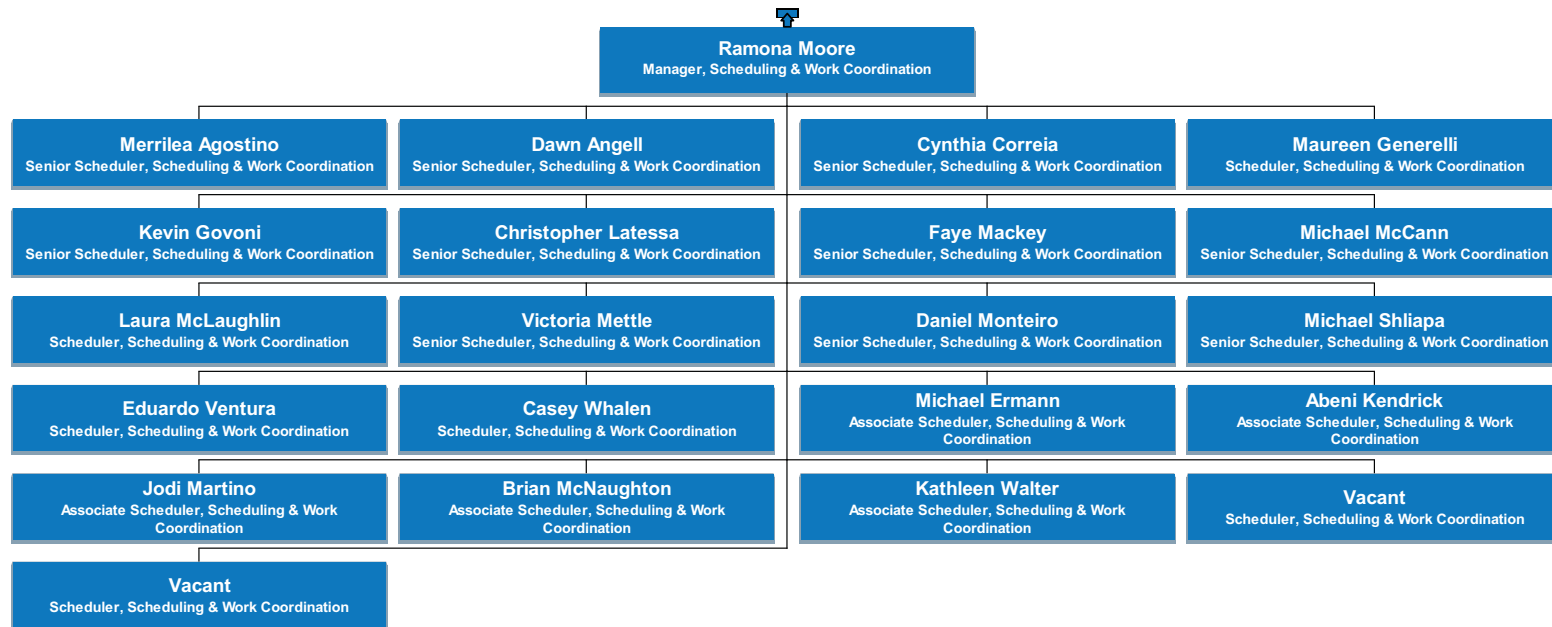 Ramona Moore
Manager, Scheduling & Work Coordination
Merrilea Agostino
Senior Scheduler, Scheduling & Work Coordination
Dawn Angell
Senior Scheduler, Scheduling & Work Coordination
Cynthia Correia
Senior Scheduler, Scheduling & Work Coordination
Maureen Generelli
Scheduler, Scheduling & Work Coordination
Kevin Govoni
Senior Scheduler, Scheduling & Work Coordination
Christopher Latessa
Senior Scheduler, Scheduling & Work Coordination
Faye Mackey
Senior Scheduler, Scheduling & Work Coordination
Michael McCann
Senior Scheduler, Scheduling & Work Coordination
Laura McLaughlin
Scheduler, Scheduling & Work Coordination
Victoria Mettle
Senior Scheduler, Scheduling & Work Coordination
Daniel Monteiro
Senior Scheduler, Scheduling & Work Coordination
Michael Shliapa
Senior Scheduler, Scheduling & Work Coordination
Eduardo Ventura
Scheduler, Scheduling & Work Coordination
Casey Whalen
Scheduler, Scheduling & Work Coordination
Michael Ermann
Associate Scheduler, Scheduling & Work
Coordination
Abeni Kendrick
Associate Scheduler, Scheduling & Work
Coordination
Jodi Martino
Associate Scheduler, Scheduling & Work
Coordination
Brian McNaughton
Associate Scheduler, Scheduling & Work
Coordination
Kathleen Walter
Associate Scheduler, Scheduling & Work
Coordination
Vacant
Scheduler, Scheduling & Work Coordination
Vacant
Scheduler, Scheduling & Work Coordination